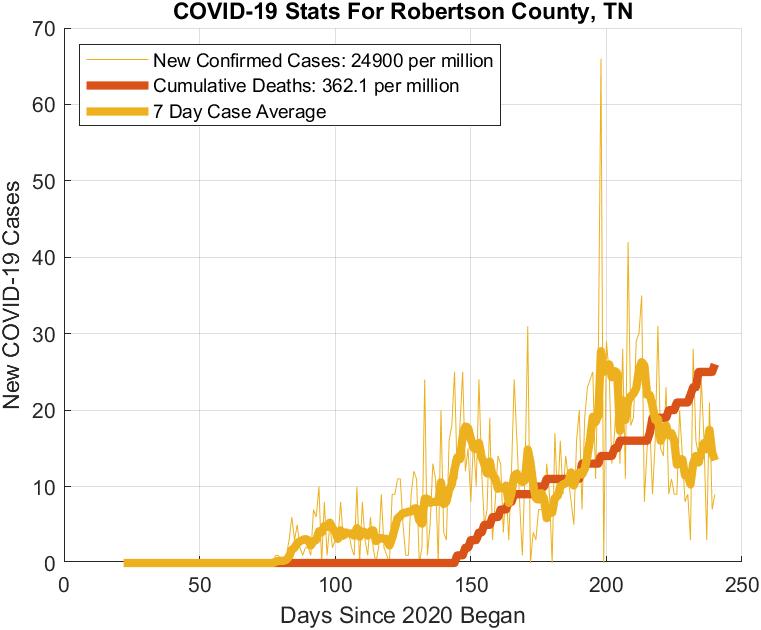 COVID-19 Stats For Robertson County, TN
New Confirmed Cases: 24900 per million
Cumulative Deaths: 362.1 per million
7 Day Case Average
New COVID-19 Cases
70
60
50
40
30
20
10
0
0 50 100 150 200 250
Days Since 2020 Began